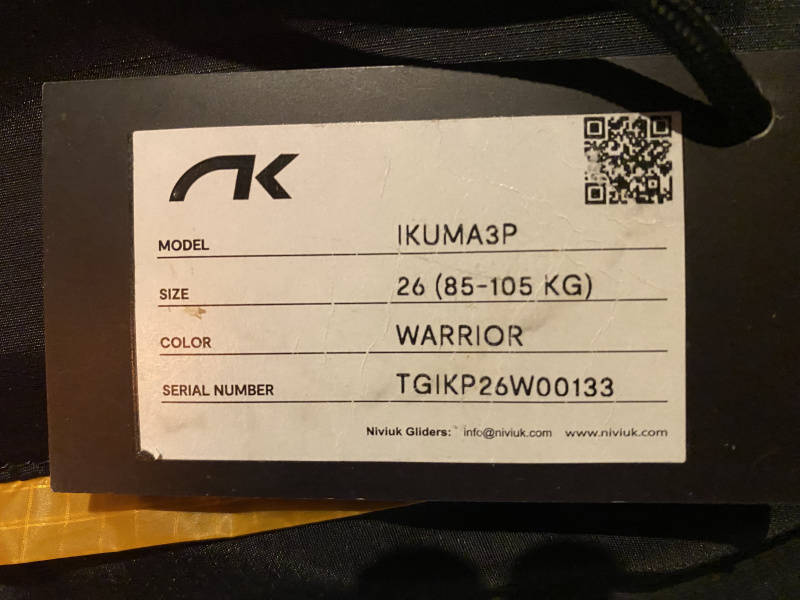 NK
MODEL IKUMA3P
SIZE 26 (85-105 KG)
COLOR WARRIOR
SERIAL NUMBER TGIKP26W00133
Niviuk Gliders: info@niviuk.com www.niviuk.com